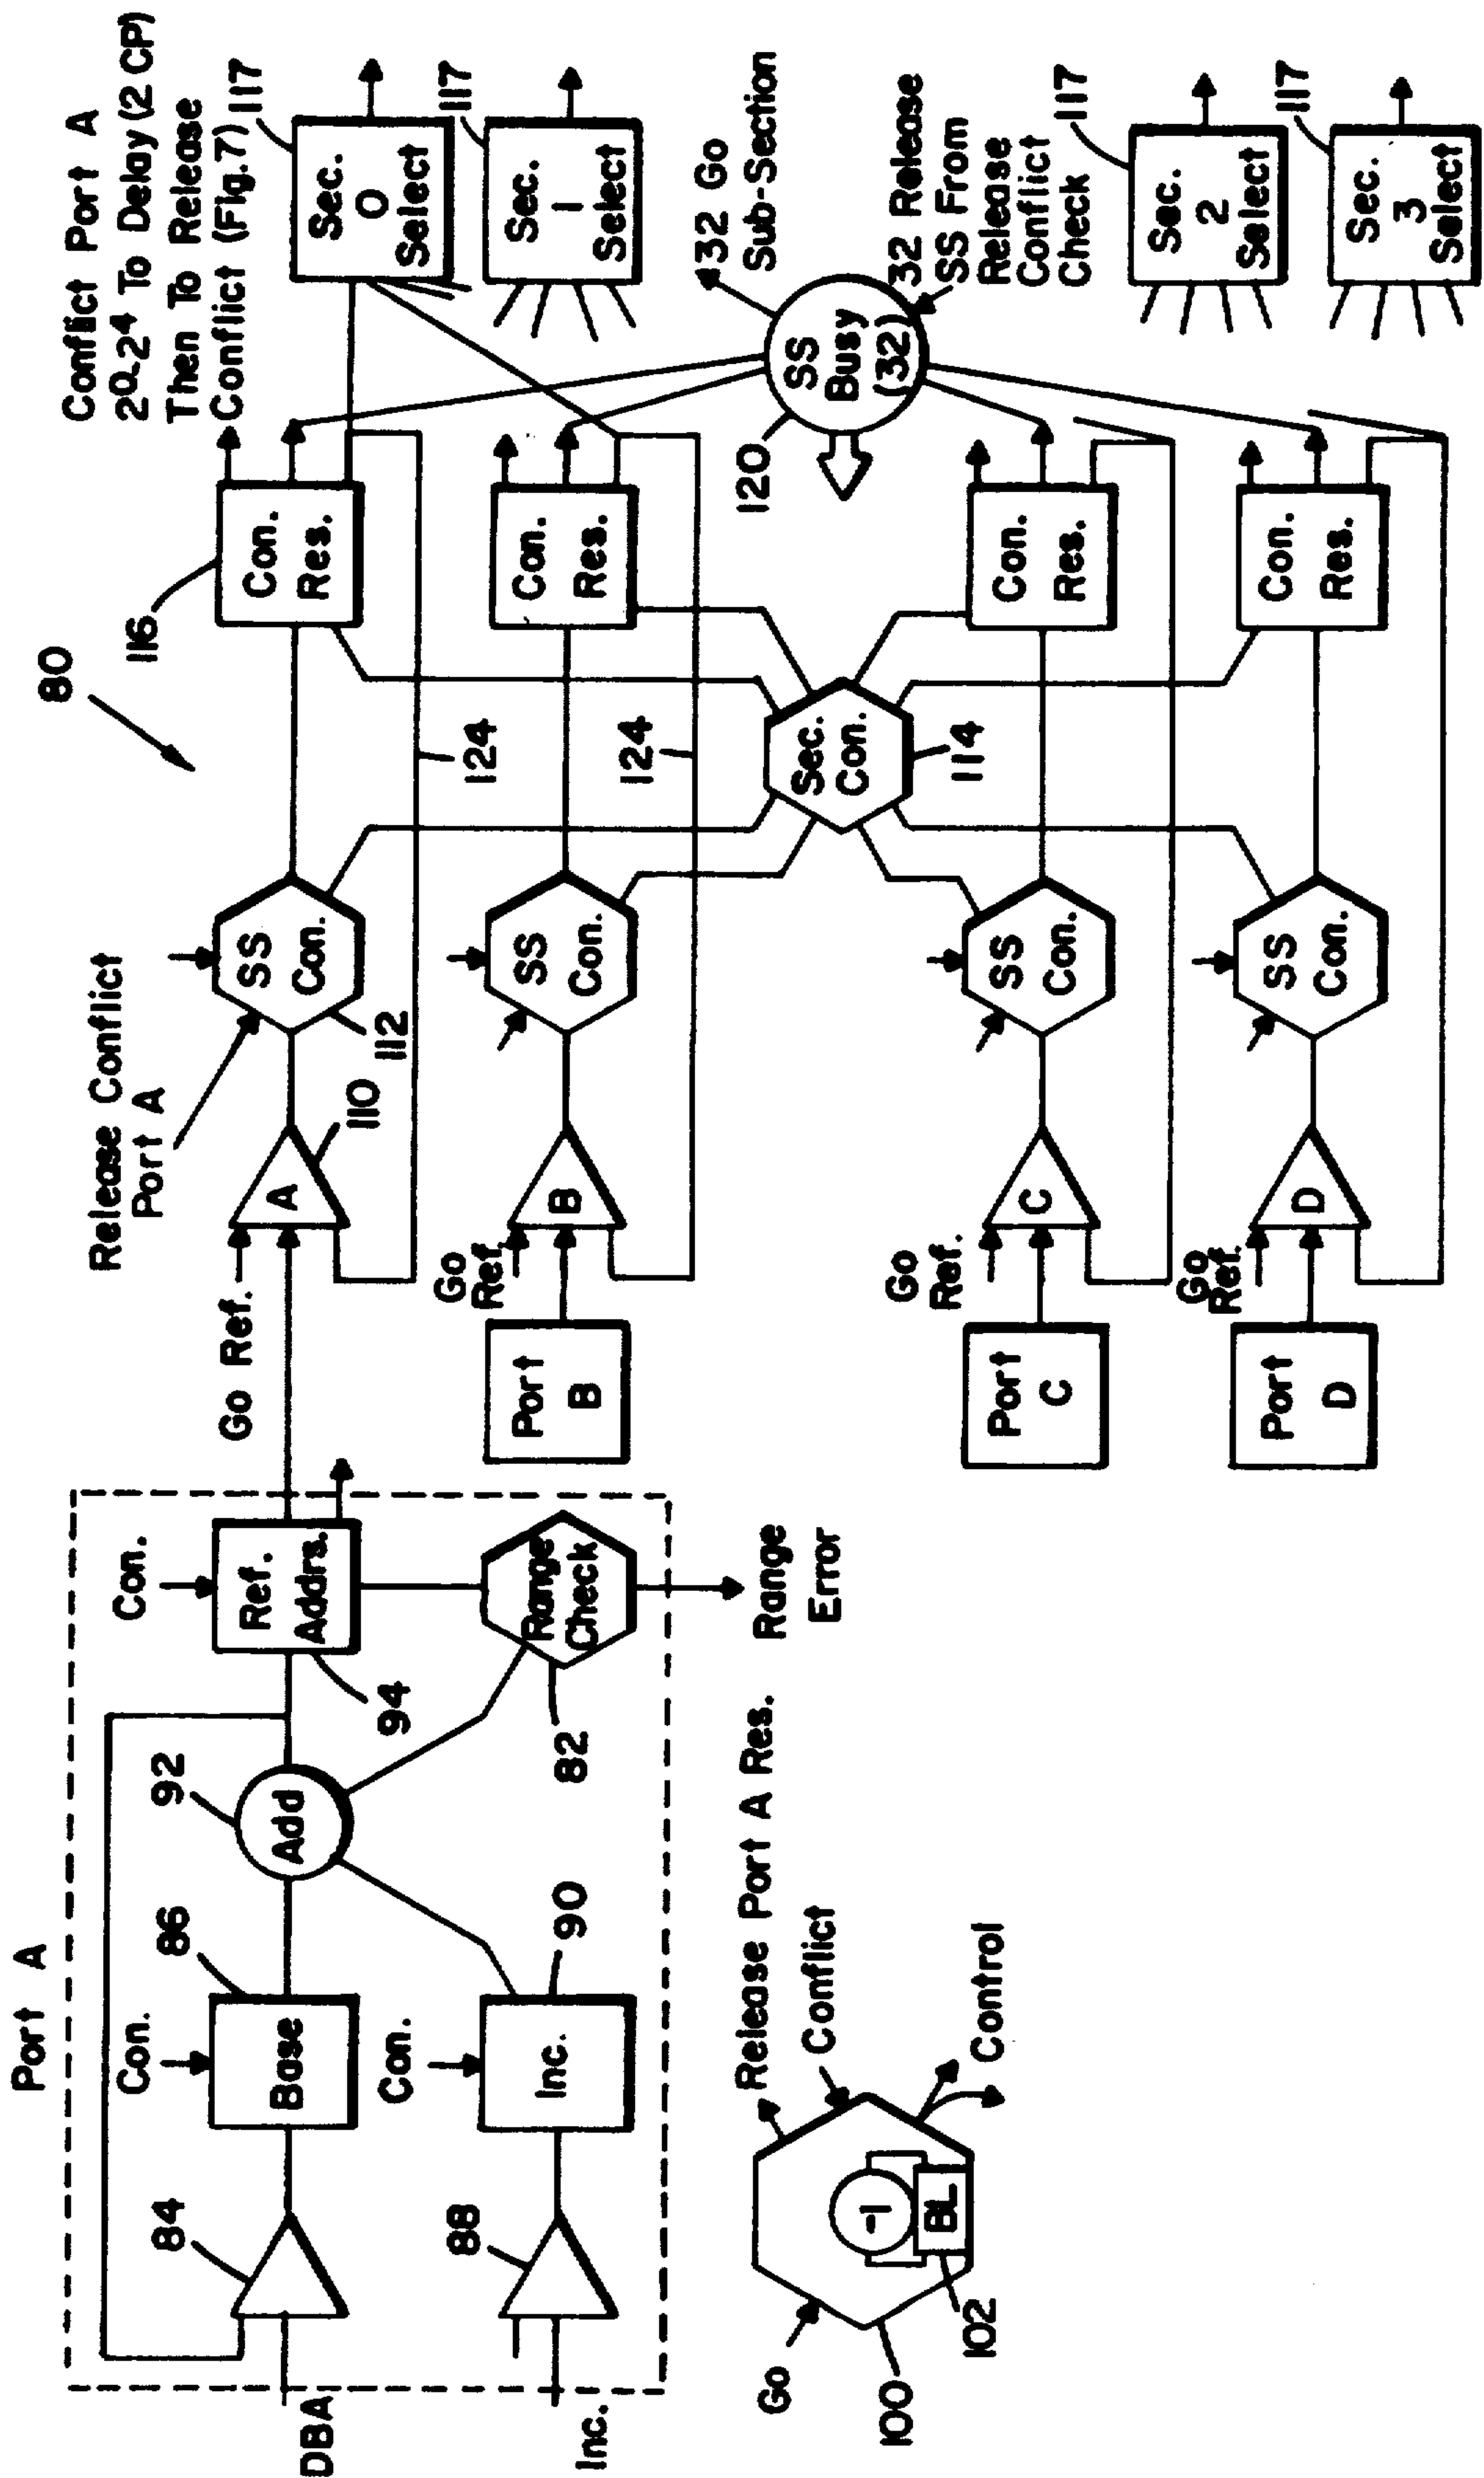 Port A
DBA
84
Con.
86
Base
92
Add
Con.
Ref.
Addrs.
94
Inc.
88
Con.
90
Inc.
82
Range
Check
Range
Error
Go
100
102
-1
BL
Release Port A Res.
Conflict
Control
80
Go Ref.
A
110
Release Conflict
Port A
SS
Con.
112
116
Con.
Res.
124
Conflict Port A
2⁰-2⁴ To Delay (2 CP)
Then To Release
Conflict (Fig.7)
117
Sec.
0
Select
Port
B
Go
Ref.
B
SS
Con.
124
Con.
Res.
117
Sec.
1
Select
Sec.
Con.
114
120
SS
Busy
(32)
32 Go
Sub-Section
32 Release
SS From
Release
Conflict
Check
Port
C
Go
Ref.
C
SS
Con.
Con.
Res.
117
Sec.
2
Select
Port
D
Go
Ref.
D
SS
Con.
Con.
Res.
117
Sec.
3
Select